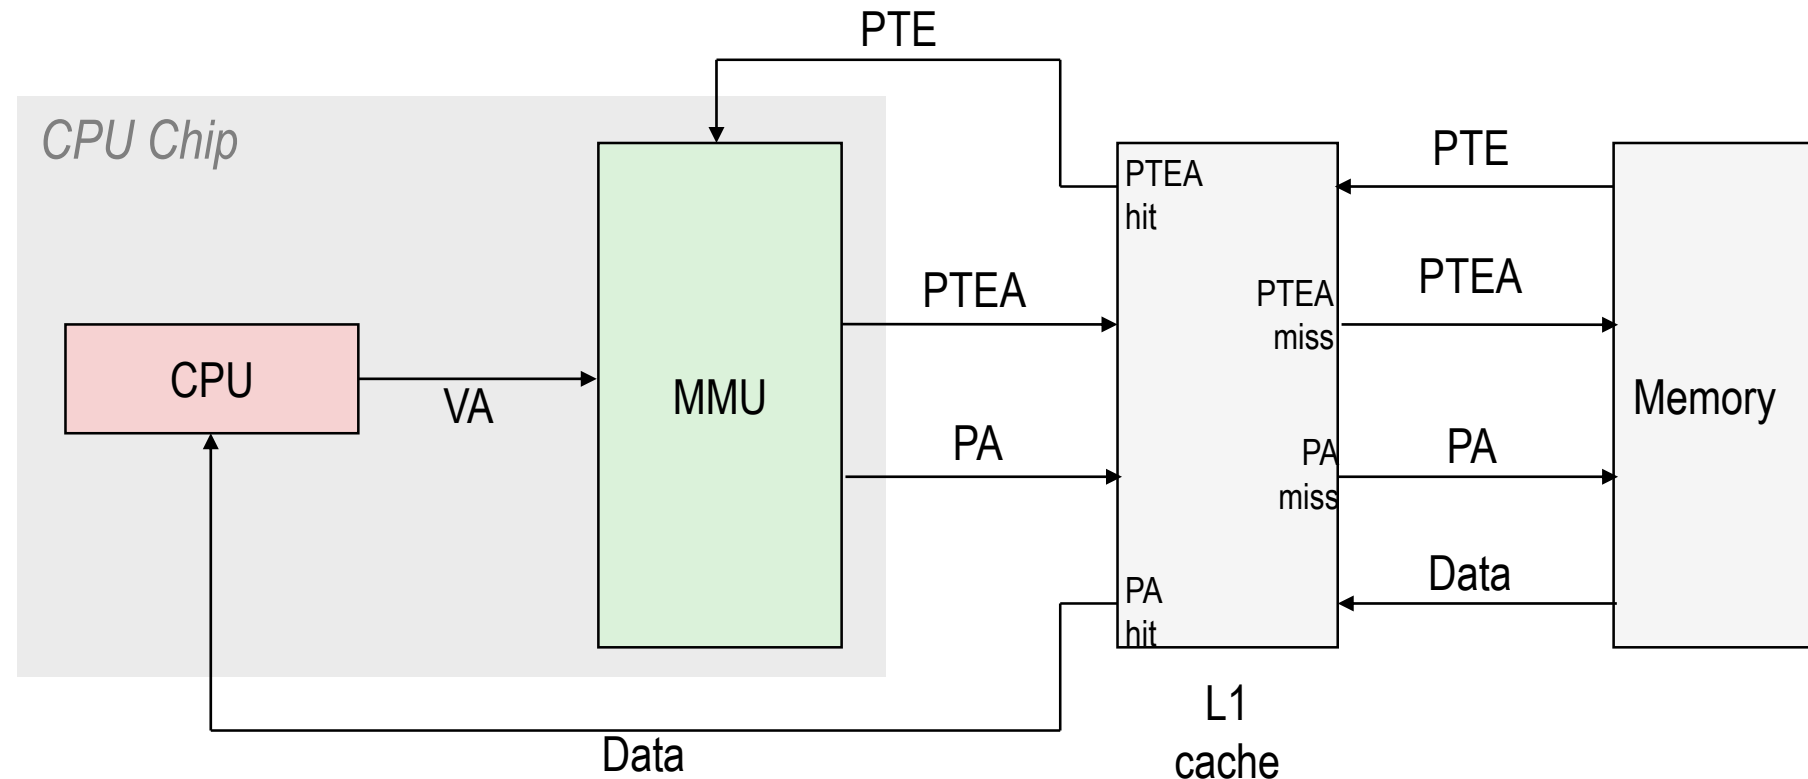 PTE
CPU Chip
PTEA
hit
PTE
PTEA
PTEA
miss
PTEA
CPU
VA
MMU
Memory
PA
PA
miss
PA
PA
hit
Data
Data
L1
cache